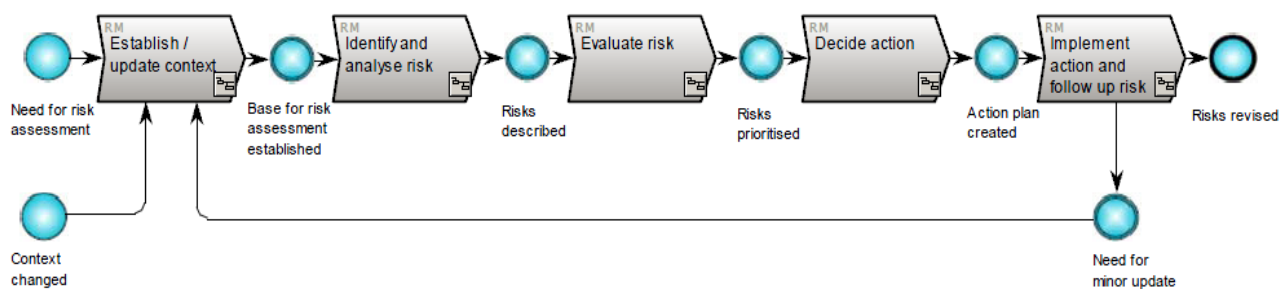 RM
Establish /
update context
RM
Identify and
analyse risk
RM
Evaluate risk
RM
Decide action
RM
Implement
action and
follow up risk
Need for risk
assessment
Base for risk
assessment
established
Risks
described
Risks
prioritised
Action plan
created
Risks revised
Context
changed
Need for
minor update